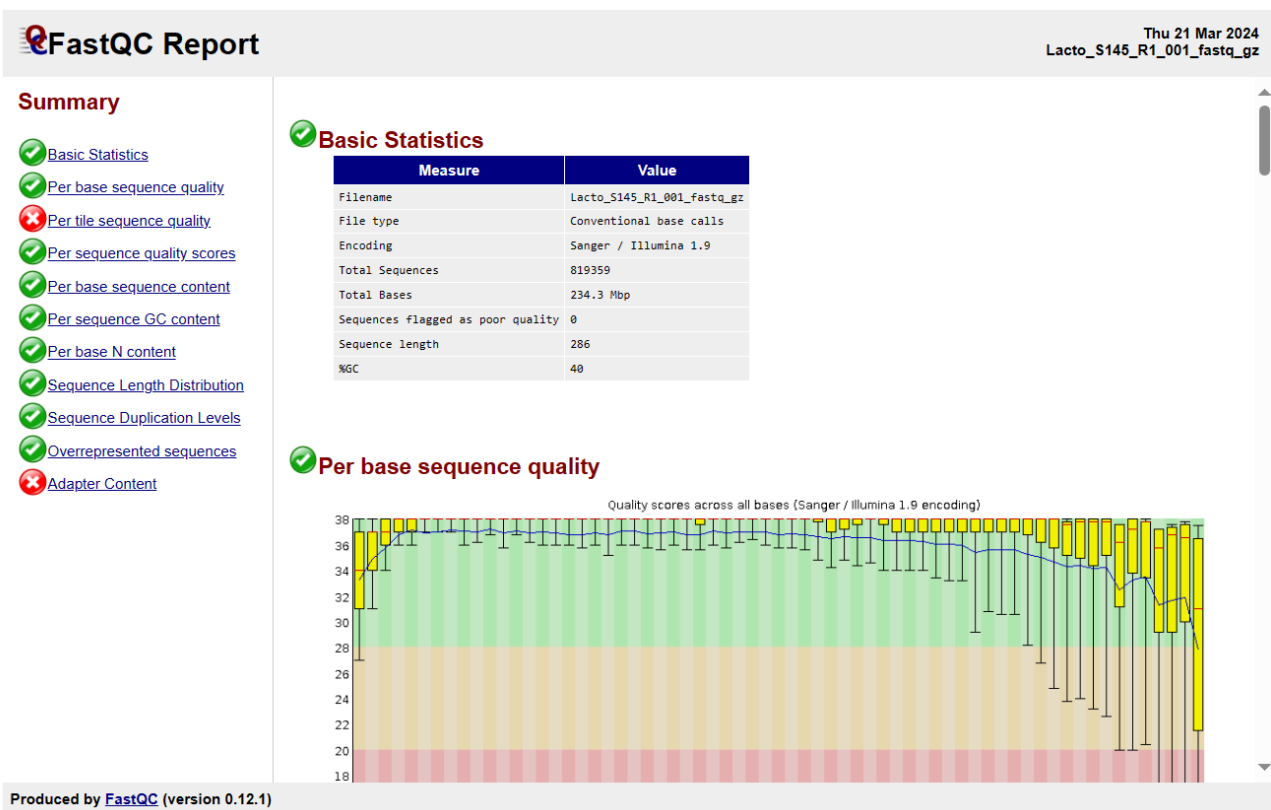 FastQC Report
Thu 21 Mar 2024
Lacto_S145_R1_001_fastq_gz
Summary
Basic Statistics
Per base sequence quality
Per tile sequence quality
Per sequence quality scores
Per base sequence content
Per sequence GC content
Per base N content
Sequence Length Distribution
Sequence Duplication Levels
Overrepresented sequences
Adapter Content
Basic Statistics
Measure Value
Filename Lacto_S145_R1_001_fastq_gz
File type Conventional base calls
Encoding Sanger / Illumina 1.9
Total Sequences 819359
Total Bases 234.3 Mbp
Sequences flagged as poor quality 0
Sequence length 286
%GC 40
Per base sequence quality
Quality scores across all bases (Sanger / Illumina 1.9 encoding)
38
36
34
32
30
28
26
24
22
20
18
Produced by FastQC (version 0.12.1)